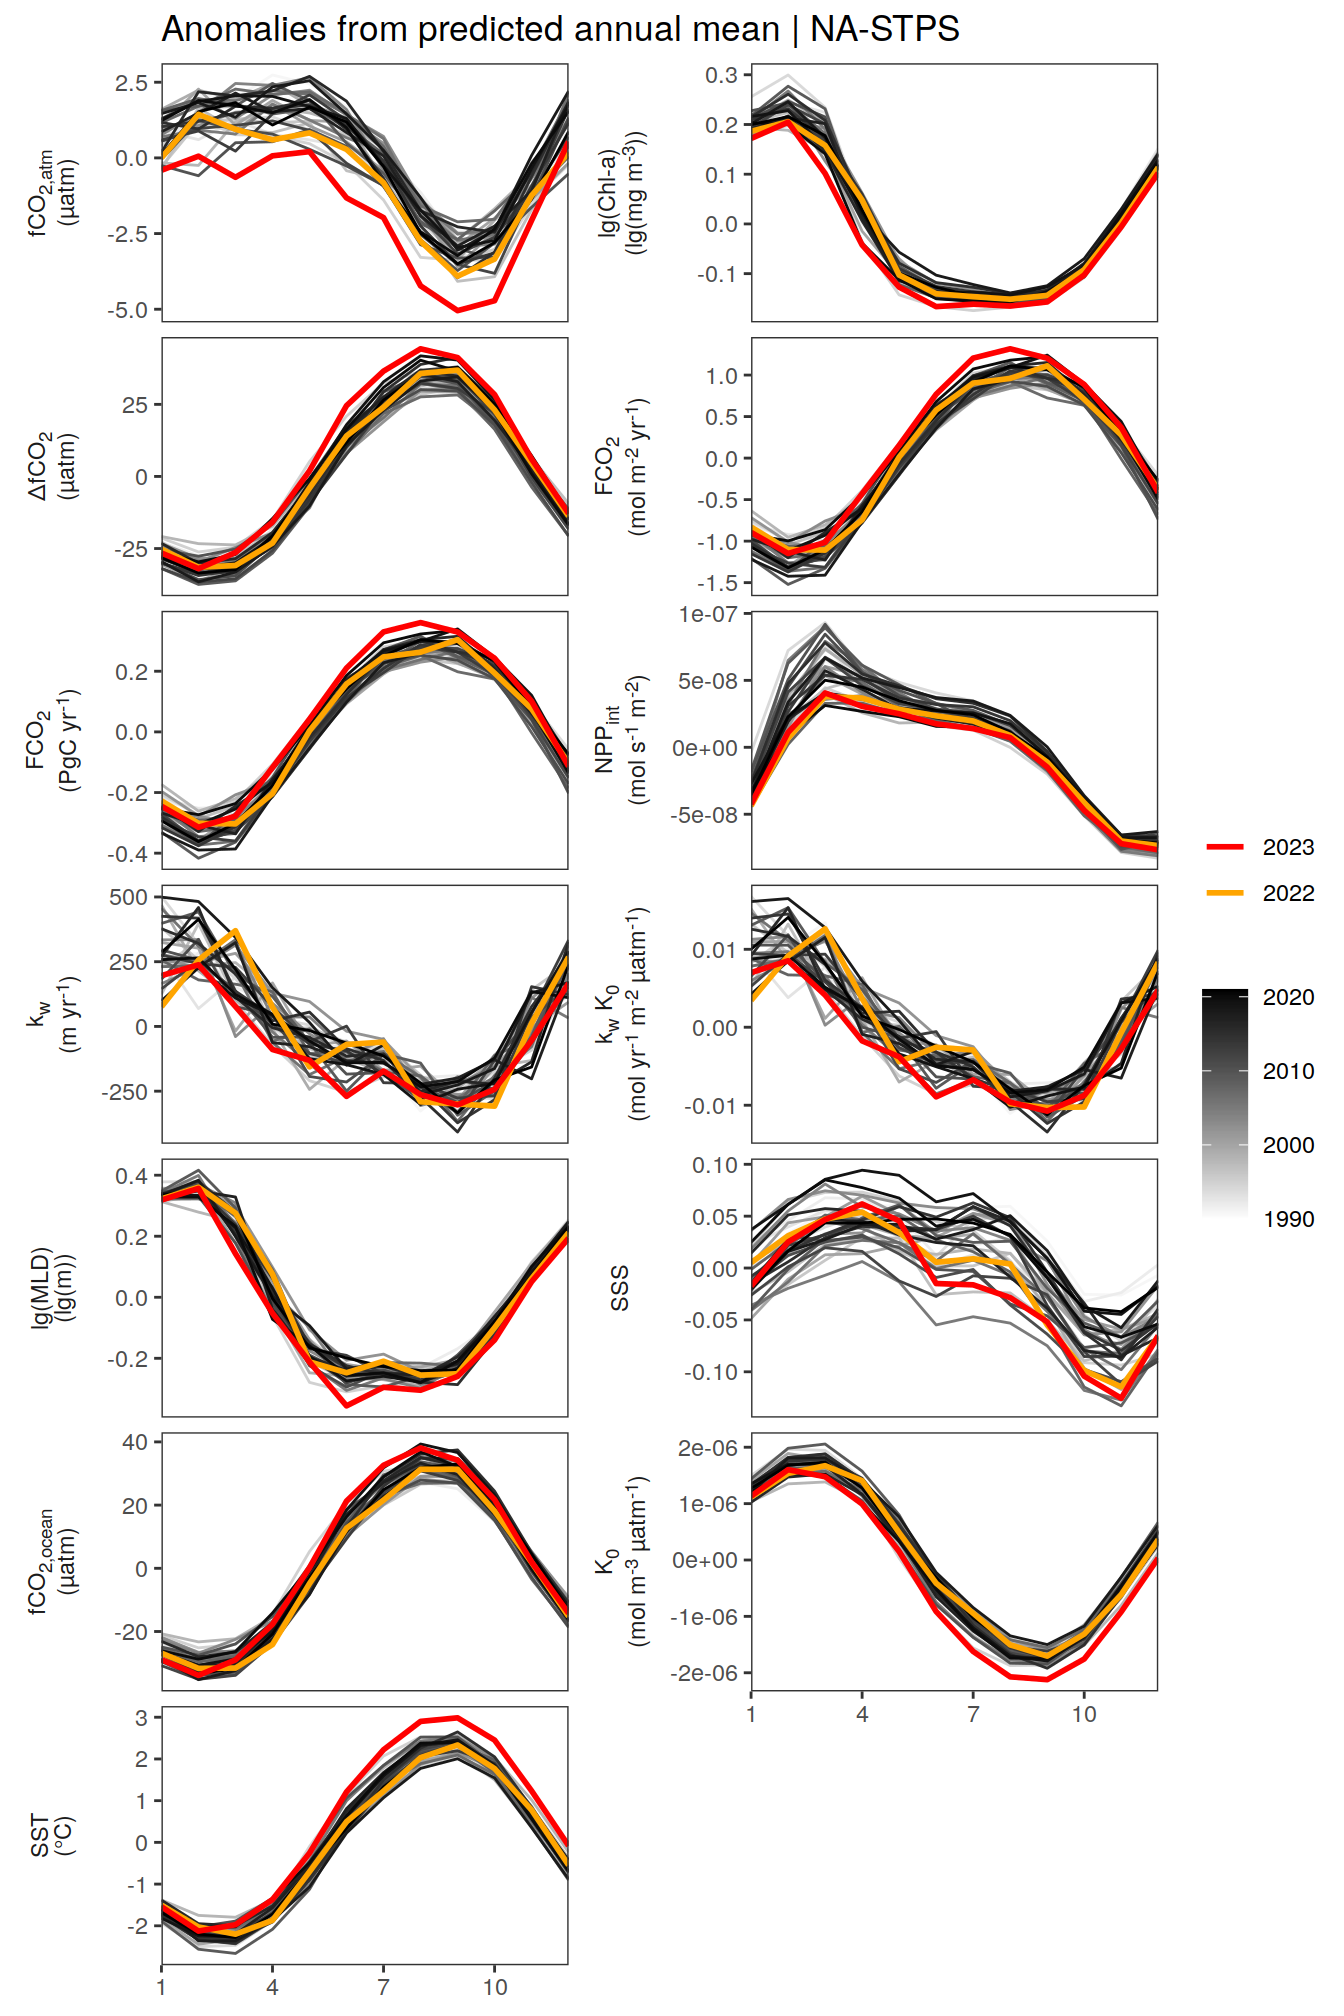 Anomalies from predicted annual mean | NA-STPS
fCO2,atm
(µatm)
2.5
0.0
-2.5
-5.0
lg(Chl-a)
(lg(mg m-3))
0.3
0.2
0.1
0.0
-0.1
ΔfCO2
(µatm)
25
0
-25
FCO2
(mol m-2 yr-1)
1.0
0.5
0.0
-0.5
-1.0
-1.5
FCO2
(PgC yr-1)
0.2
0.0
-0.2
-0.4
NPPint
(mol s-1 m-2)
1e-07
5e-08
0e+00
-5e-08
kw
(m yr-1)
500
250
0
-250
kw K0
(mol yr-1 m-2 µatm-1)
0.01
0.00
-0.01
lg(MLD)
(lg(m))
0.4
0.2
0.0
-0.2
SSS
0.10
0.05
0.00
-0.05
-0.10
fCO2,ocean
(µatm)
40
20
0
-20
K0
(mol m-3 µatm-1)
2e-06
1e-06
0e+00
-1e-06
-2e-06
1 4 7 10
SST
(°C)
3
2
1
0
-1
-2
1 4 7 10
2023
2022
2020
2010
2000
1990